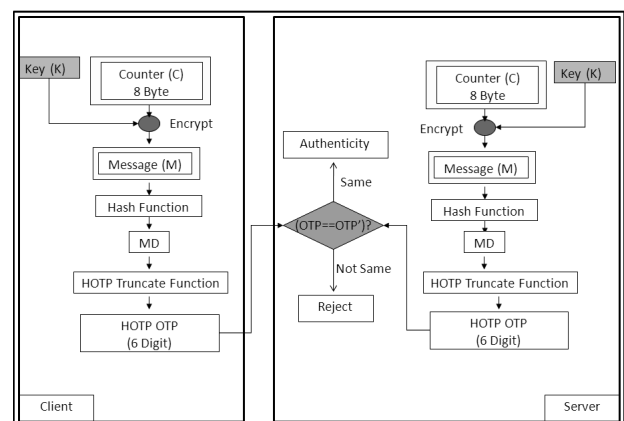 Key (K)
Counter (C)
8 Byte
Encrypt
Message (M)
Hash Function
MD
HOTP Truncate Function
HOTP OTP
(6 Digit)
Client
Authenticity
Same
(OTP==OTP’)?
Not Same
Reject
Counter (C)
8 Byte
Key (K)
Encrypt
Message (M)
Hash Function
MD
HOTP Truncate Function
HOTP OTP
(6 Digit)
Server